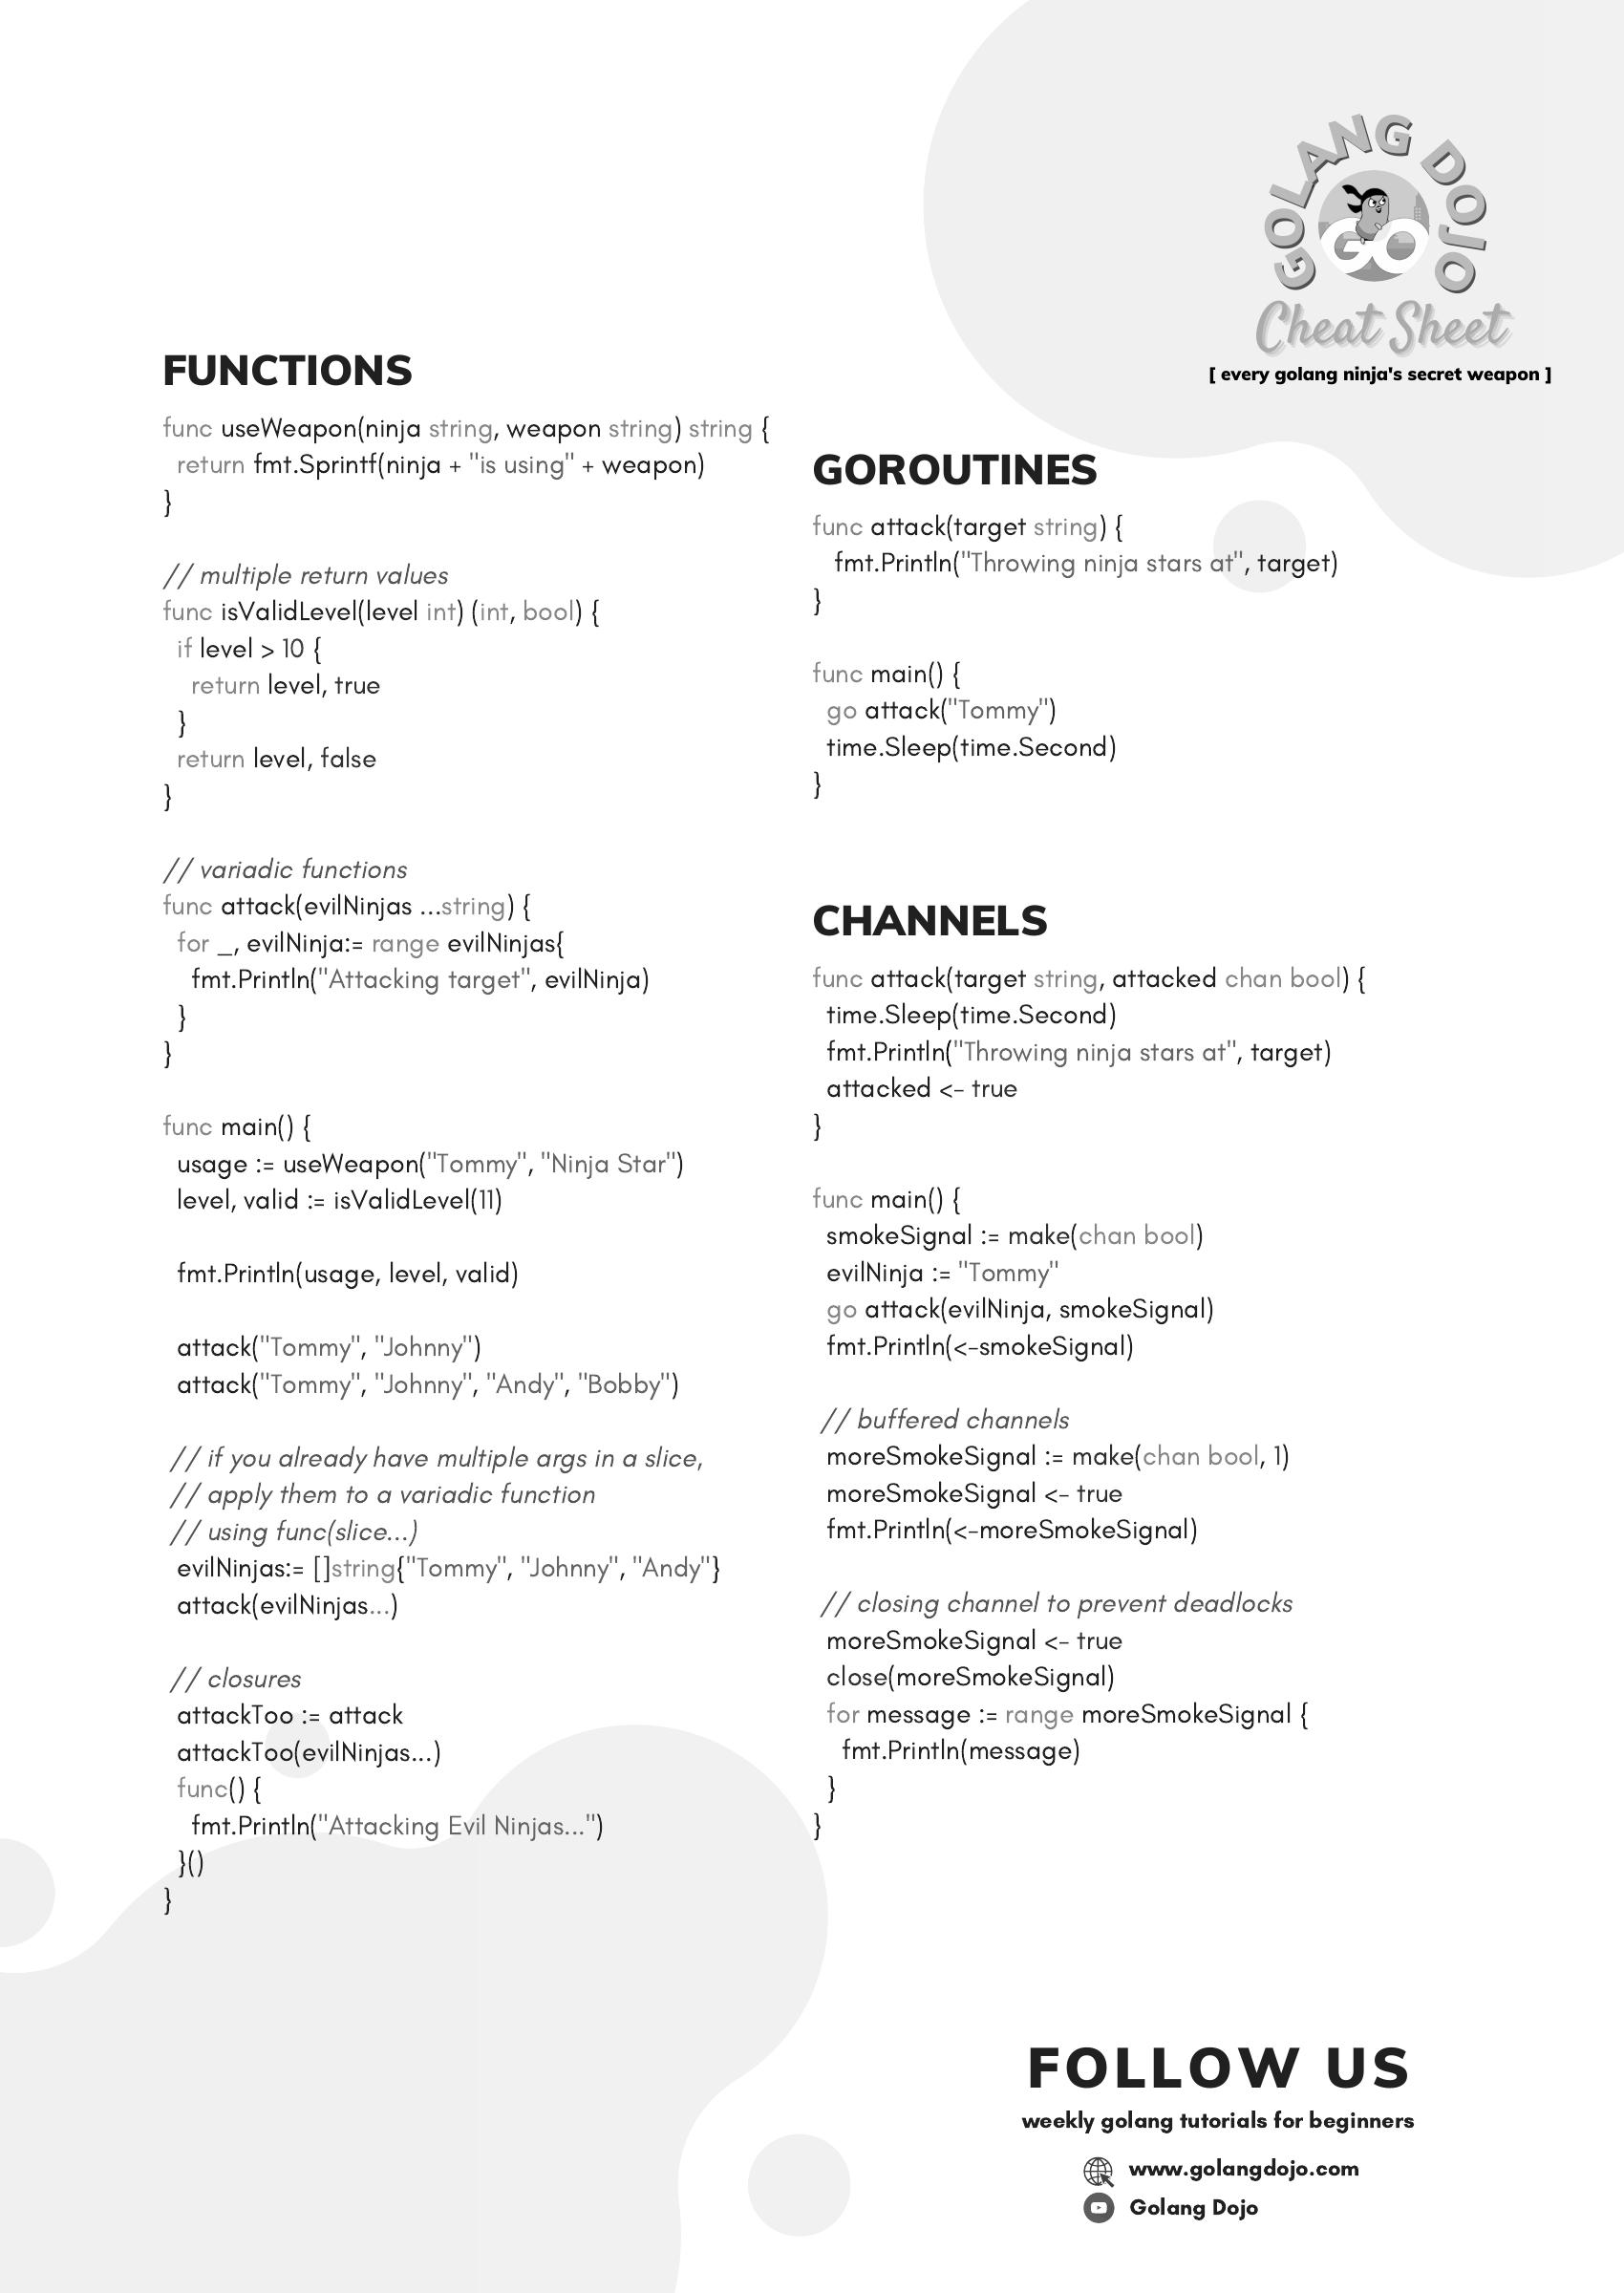 GOLANG DOJO
GO
Cheat Sheet
[ every golang ninja's secret weapon ]
FUNCTIONS
func useWeapon(ninja string, weapon string) string {
return fmt.Sprintf(ninja + "is using" + weapon)
}
// multiple return values
func isValidLevel(level int) (int, bool) {
if level > 10 {
return level, true
}
return level, false
}
// variadic functions
func attack(evilNinjas ...string) {
for _, evilNinja:= range evilNinjas{
fmt.Println("Attacking target", evilNinja)
}
}
func main() {
usage := useWeapon("Tommy", "Ninja Star")
level, valid := isValidLevel(11)
fmt.Println(usage, level, valid)
attack("Tommy", "Johnny")
attack("Tommy", "Johnny", "Andy", "Bobby")
// if you already have multiple args in a slice,
// apply them to a variadic function
// using func(slice...)
evilNinjas:= []string{"Tommy", "Johnny", "Andy"}
attack(evilNinjas...)
// closures
attackToo := attack
attackToo(evilNinjas...)
func() {
fmt.Println("Attacking Evil Ninjas...")
}()
}
GOROUTINES
func attack(target string) {
fmt.Println("Throwing ninja stars at", target)
}
func main() {
go attack("Tommy")
time.Sleep(time.Second)
}
CHANNELS
func attack(target string, attacked chan bool) {
time.Sleep(time.Second)
fmt.Println("Throwing ninja stars at", target)
attacked <- true
}
func main() {
smokeSignal := make(chan bool)
evilNinja := "Tommy"
go attack(evilNinja, smokeSignal)
fmt.Println(<-smokeSignal)
// buffered channels
moreSmokeSignal := make(chan bool, 1)
moreSmokeSignal <- true
fmt.Println(<-moreSmokeSignal)
// closing channel to prevent deadlocks
moreSmokeSignal <- true
close(moreSmokeSignal)
for message := range moreSmokeSignal {
fmt.Println(message)
}
}
FOLLOW US
weekly golang tutorials for beginners
www.golangdojo.com
Golang Dojo